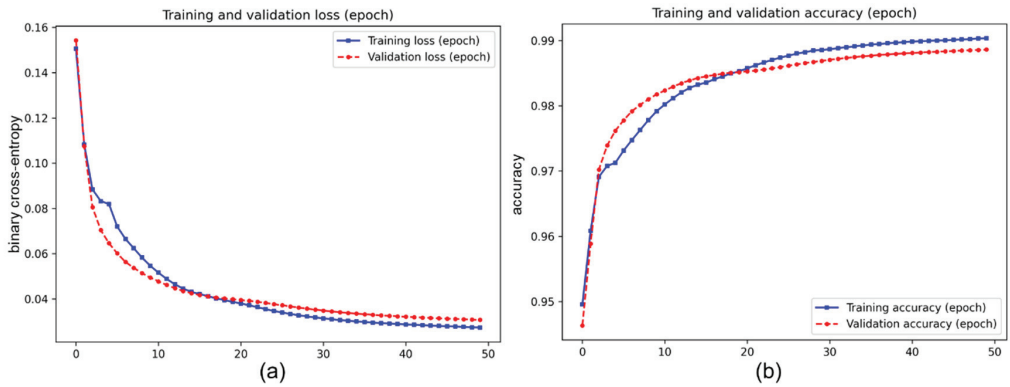 Training and validation loss (epoch)
0.16
0.14
0.12
0.10
0.08
0.06
0.04
binary cross-entropy
Training loss (epoch)
Validation loss (epoch)
0 10 20 30 40 50
(a)
Training and validation accuracy (epoch)
0.99
0.98
0.97
0.96
0.95
accuracy
Training accuracy (epoch)
Validation accuracy (epoch)
0 10 20 30 40 50
(b)